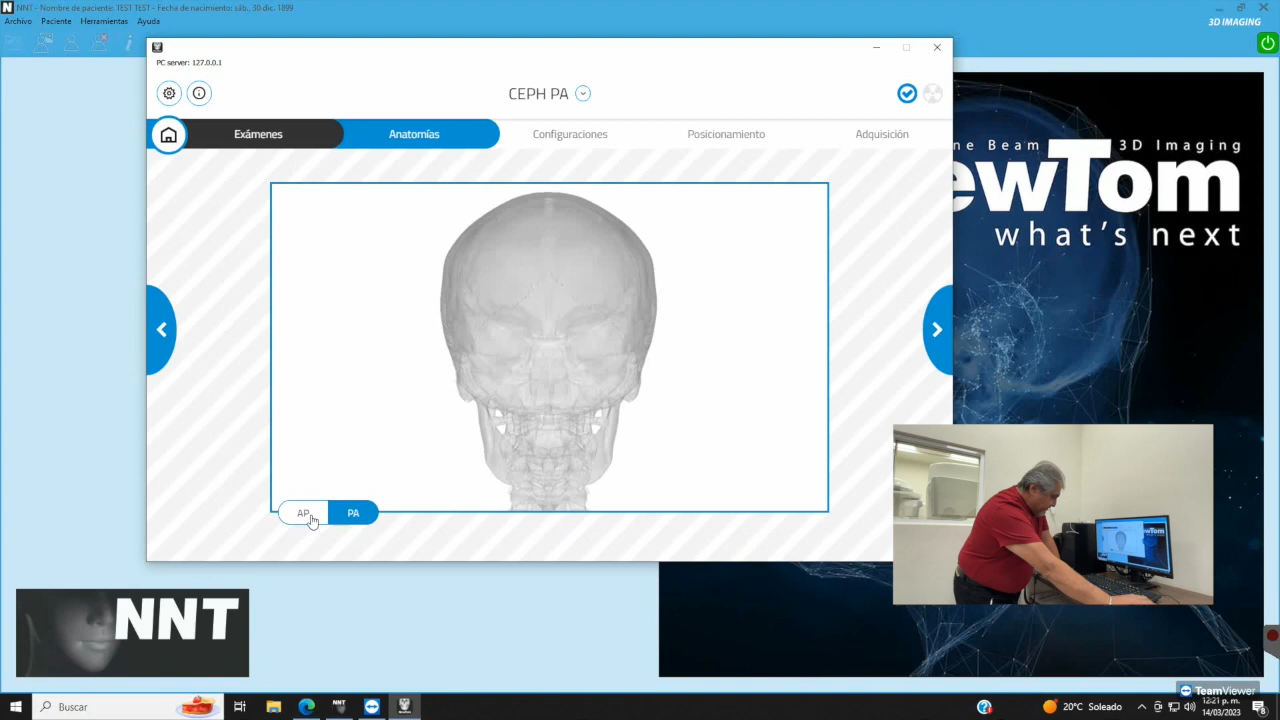 NNT - Nombre de paciente: TEST TEST - Fecha de nacimiento: sáb., 30 dic. 1899
Archivo Paciente Herramientas Ayuda
3D IMAGING
PC server: 127.0.0.1
CEPH PA
Exámenes Anatomías Configuraciones Posicionamiento Adquisición
ne Beam 3D Imaging
ewTom
what's next
AP PA
NNT
TeamViewer
Buscar
NNT
20°C Soleado
12:21 p. m.
14/03/2023
8